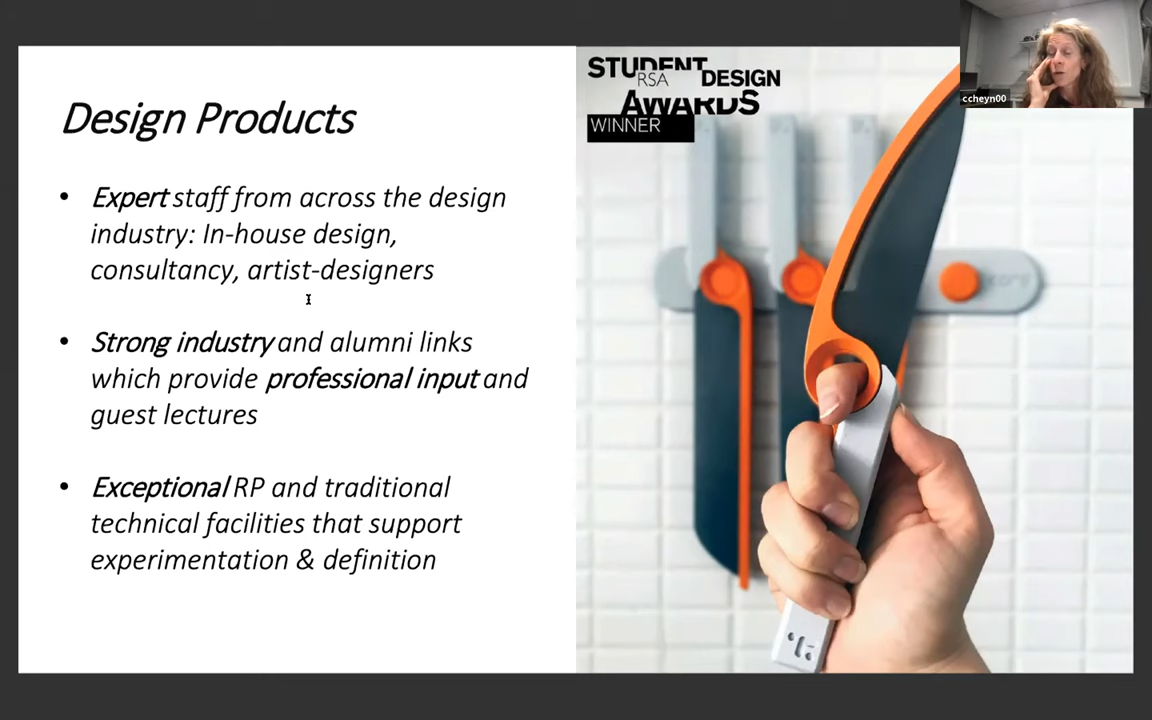 Design Products
• Expert staff from across the design
industry: In-house design,
consultancy, artist-designers
• Strong industry and alumni links
which provide professional input and
guest lectures
• Exceptional RP and traditional
technical facilities that support
experimentation & definition
STUDENT
RSA
DESIGN
AWARDS
WINNER
ccheyn00